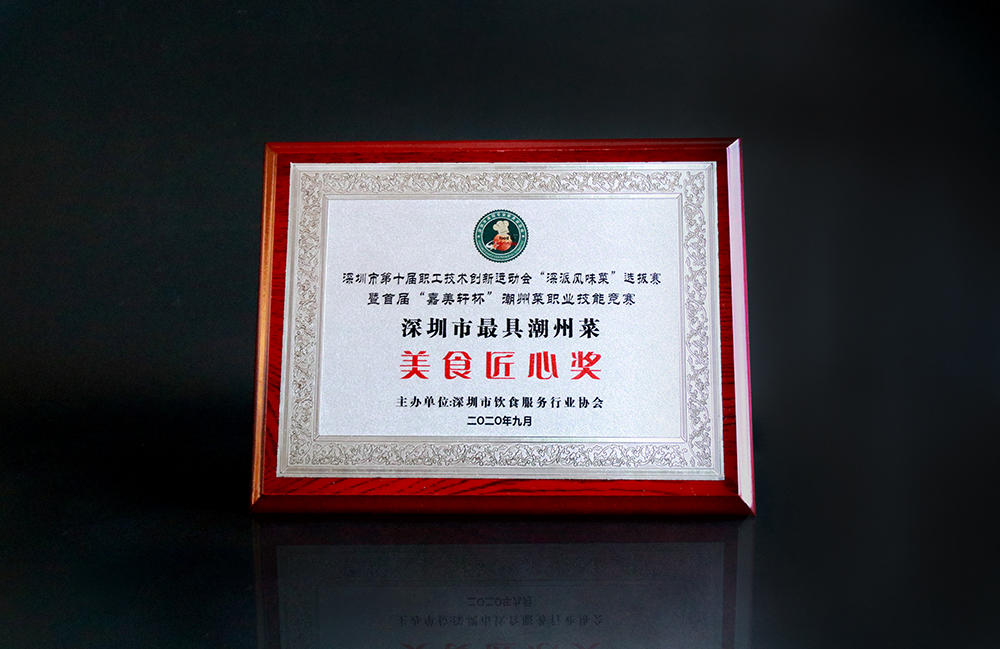 深圳市第十届职工技术创新运动会“深派风味菜”选拔赛
暨首届“嘉美轩杯”潮州菜职业技能竞赛
深圳市最具潮州菜
美食匠心奖
主办单位:深圳市饮食服务行业协会
二〇二〇年九月